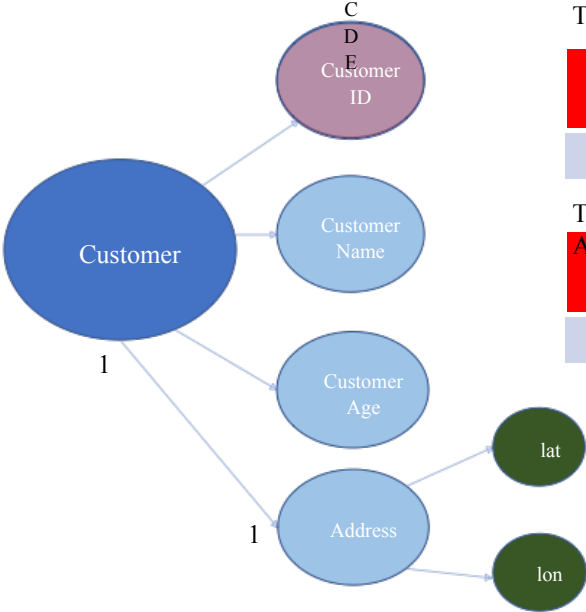 C
D
E
Customer
ID
T
Customer
Name
T
A
Customer
1
Customer
Age
lat
1
Address
lon